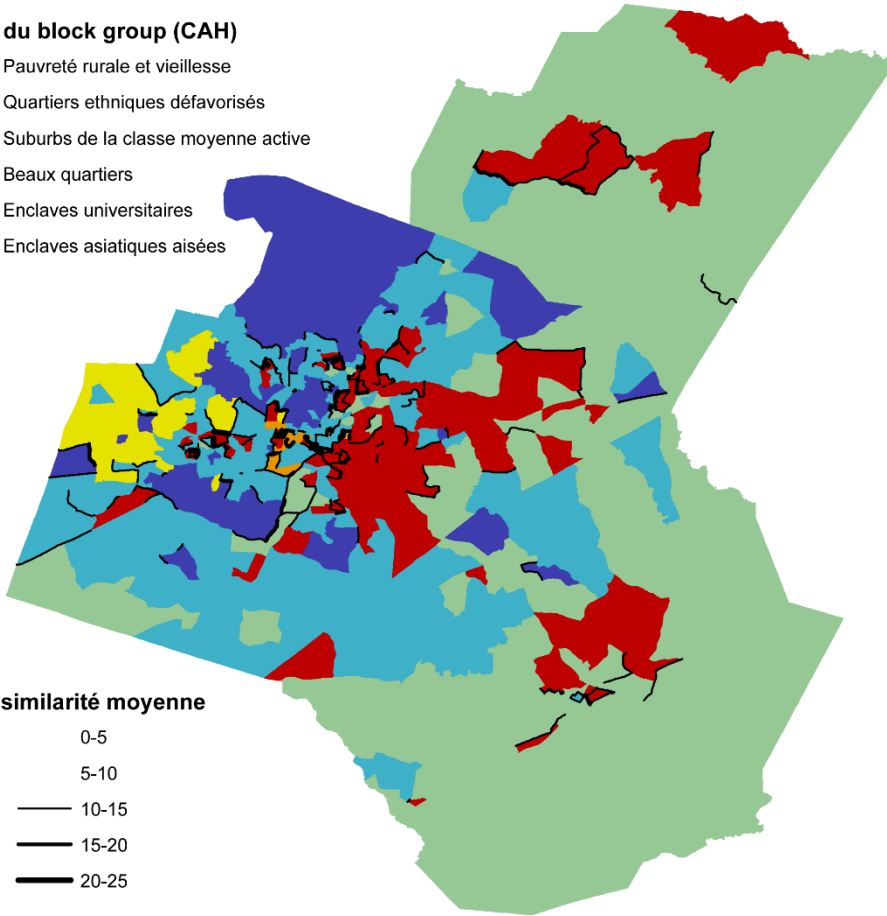 du block group (CAH)
Pauvreté rurale et vieillesse
Quartiers ethniques défavorisés
Suburbs de la classe moyenne active
Beaux quartiers
Enclaves universitaires
Enclaves asiatiques aisées
similarité moyenne
0-5
5-10
10-15
15-20
20-25